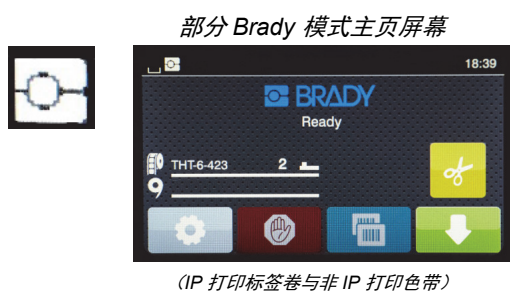 部分 Brady 模式主页屏幕
18:39
BRADY
Ready
THT-6-423 2
（IP 打印标签卷与非 IP 打印色带）